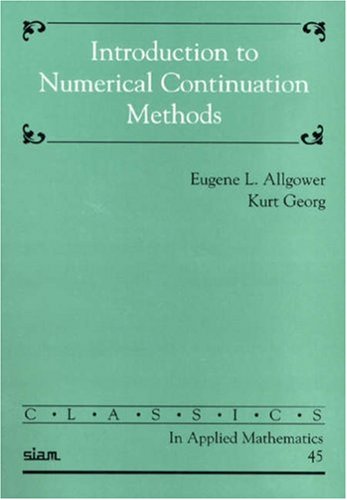 Introduction to
Numerical Continuation
Methods
Eugene L. Allgower
Kurt Georg
C•L•A•S•S•I•C•S
In Applied Mathematics
siam 45